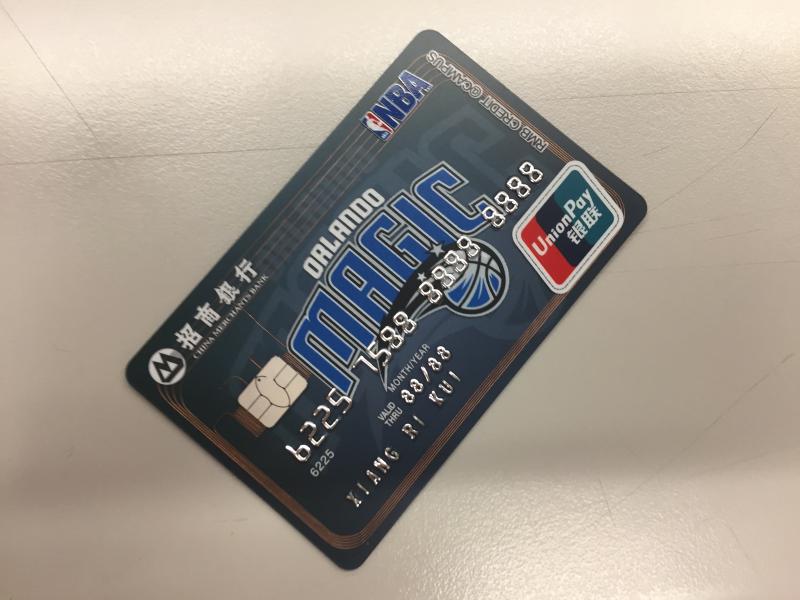 招商银行
CHINA MERCHANTS BANK
NBA
RMB CREDIT @CAMPUS
ORLANDO
MAGIC
6225 7588 8888 8888
6225
MONTH/YEAR
VALID THRU 88/88
XIANG RI KUI
UnionPay
银联